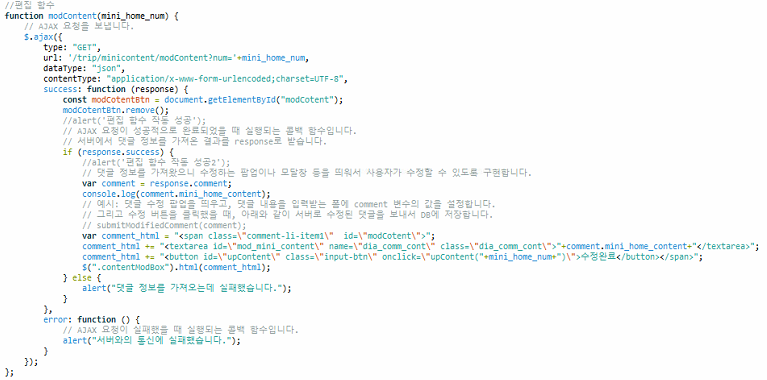 //편집 함수
function modContent(mini_home_num) {
    // AJAX 요청을 보냅니다.
    $.ajax({
        type: "GET",
        url: '/trip/minicontent/modContent?num='+mini_home_num,
        dataType: "json",
        contentType: "application/x-www-form-urlencoded;charset=UTF-8",
        success: function (response) {
            const modCotentBtn = document.getElementById("modCotent");
            modCotentBtn.remove();
            //alert('편집 함수 작동 성공');
            // AJAX 요청이 성공적으로 완료되었을 때 실행되는 콜백 함수입니다.
            // 서버에서 댓글 정보를 가져온 결과를 response로 받습니다.
            if (response.success) {
                //alert('편집 함수 작동 성공2');
                // 댓글 정보를 가져왔으니 수정하는 팝업이나 모달창 등을 띄워서 사용자가 수정할 수 있도록 구현합니다.
                var comment = response.comment;
                console.log(comment.mini_home_content);
                // 예시: 댓글 수정 팝업을 띄우고, 댓글 내용을 입력받는 폼에 comment 변수의 값을 설정합니다.
                // 그리고 수정 버튼을 클릭했을 때, 아래와 같이 서버로 수정된 댓글을 보내서 DB에 저장합니다.
                // submitModifiedComment(comment);
                var comment_html = "<span class=\"comment-li-item1\"  id=\"modCotent\">";
                comment_html += "<textarea id=\"mod_mini_content\" name=\"dia_comm_cont\" class=\"dia_comm_cont\">"+comment.mini_home_content+"</textarea>";
                comment_html += "<button id=\"upContent\" class=\"input-btn\" onclick=\"upContent("+mini_home_num+")\">수정완료</button></span>";
                $(".contentModBox").html(comment_html);
            } else {
                alert("댓글 정보를 가져오는데 실패했습니다.");
            }
        },
        error: function () {
            // AJAX 요청이 실패했을 때 실행되는 콜백 함수입니다.
            alert("서버와의 통신에 실패했습니다.");
        }
    });
};